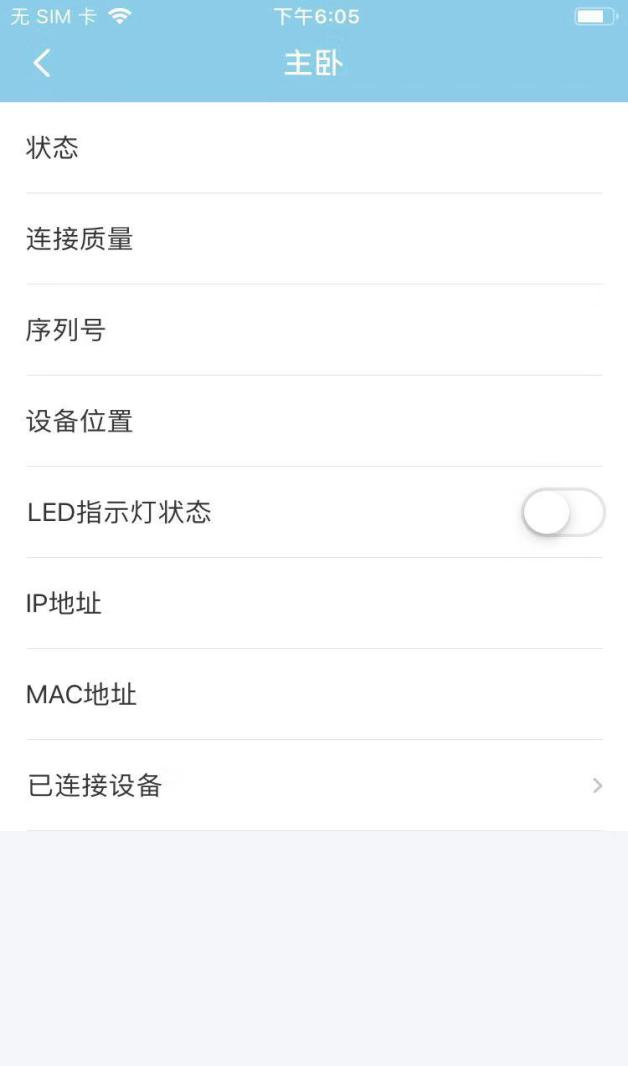 无 SIM 卡 下午6:05
主卧
状态
连接质量
序列号
设备位置
LED指示灯状态
IP地址
MAC地址
已连接设备